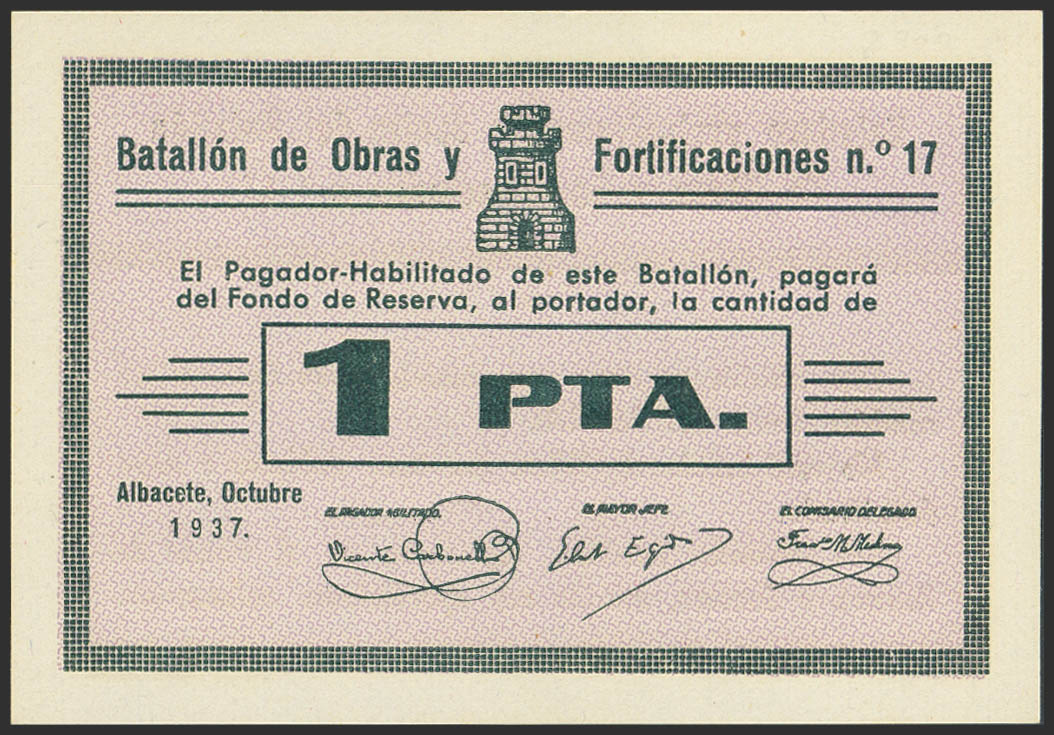 Batallón de Obras y Fortificaciones n.º 17
El Pagador-Habilitado de este Batallón, pagará
del Fondo de Reserva, al portador, la cantidad de
1 PTA.
Albacete, Octubre
1937.
EL PAGADOR HABILITADO,
Vicente Carbonell
EL MAYOR JEFE
EL COMISARIO DELEGADO